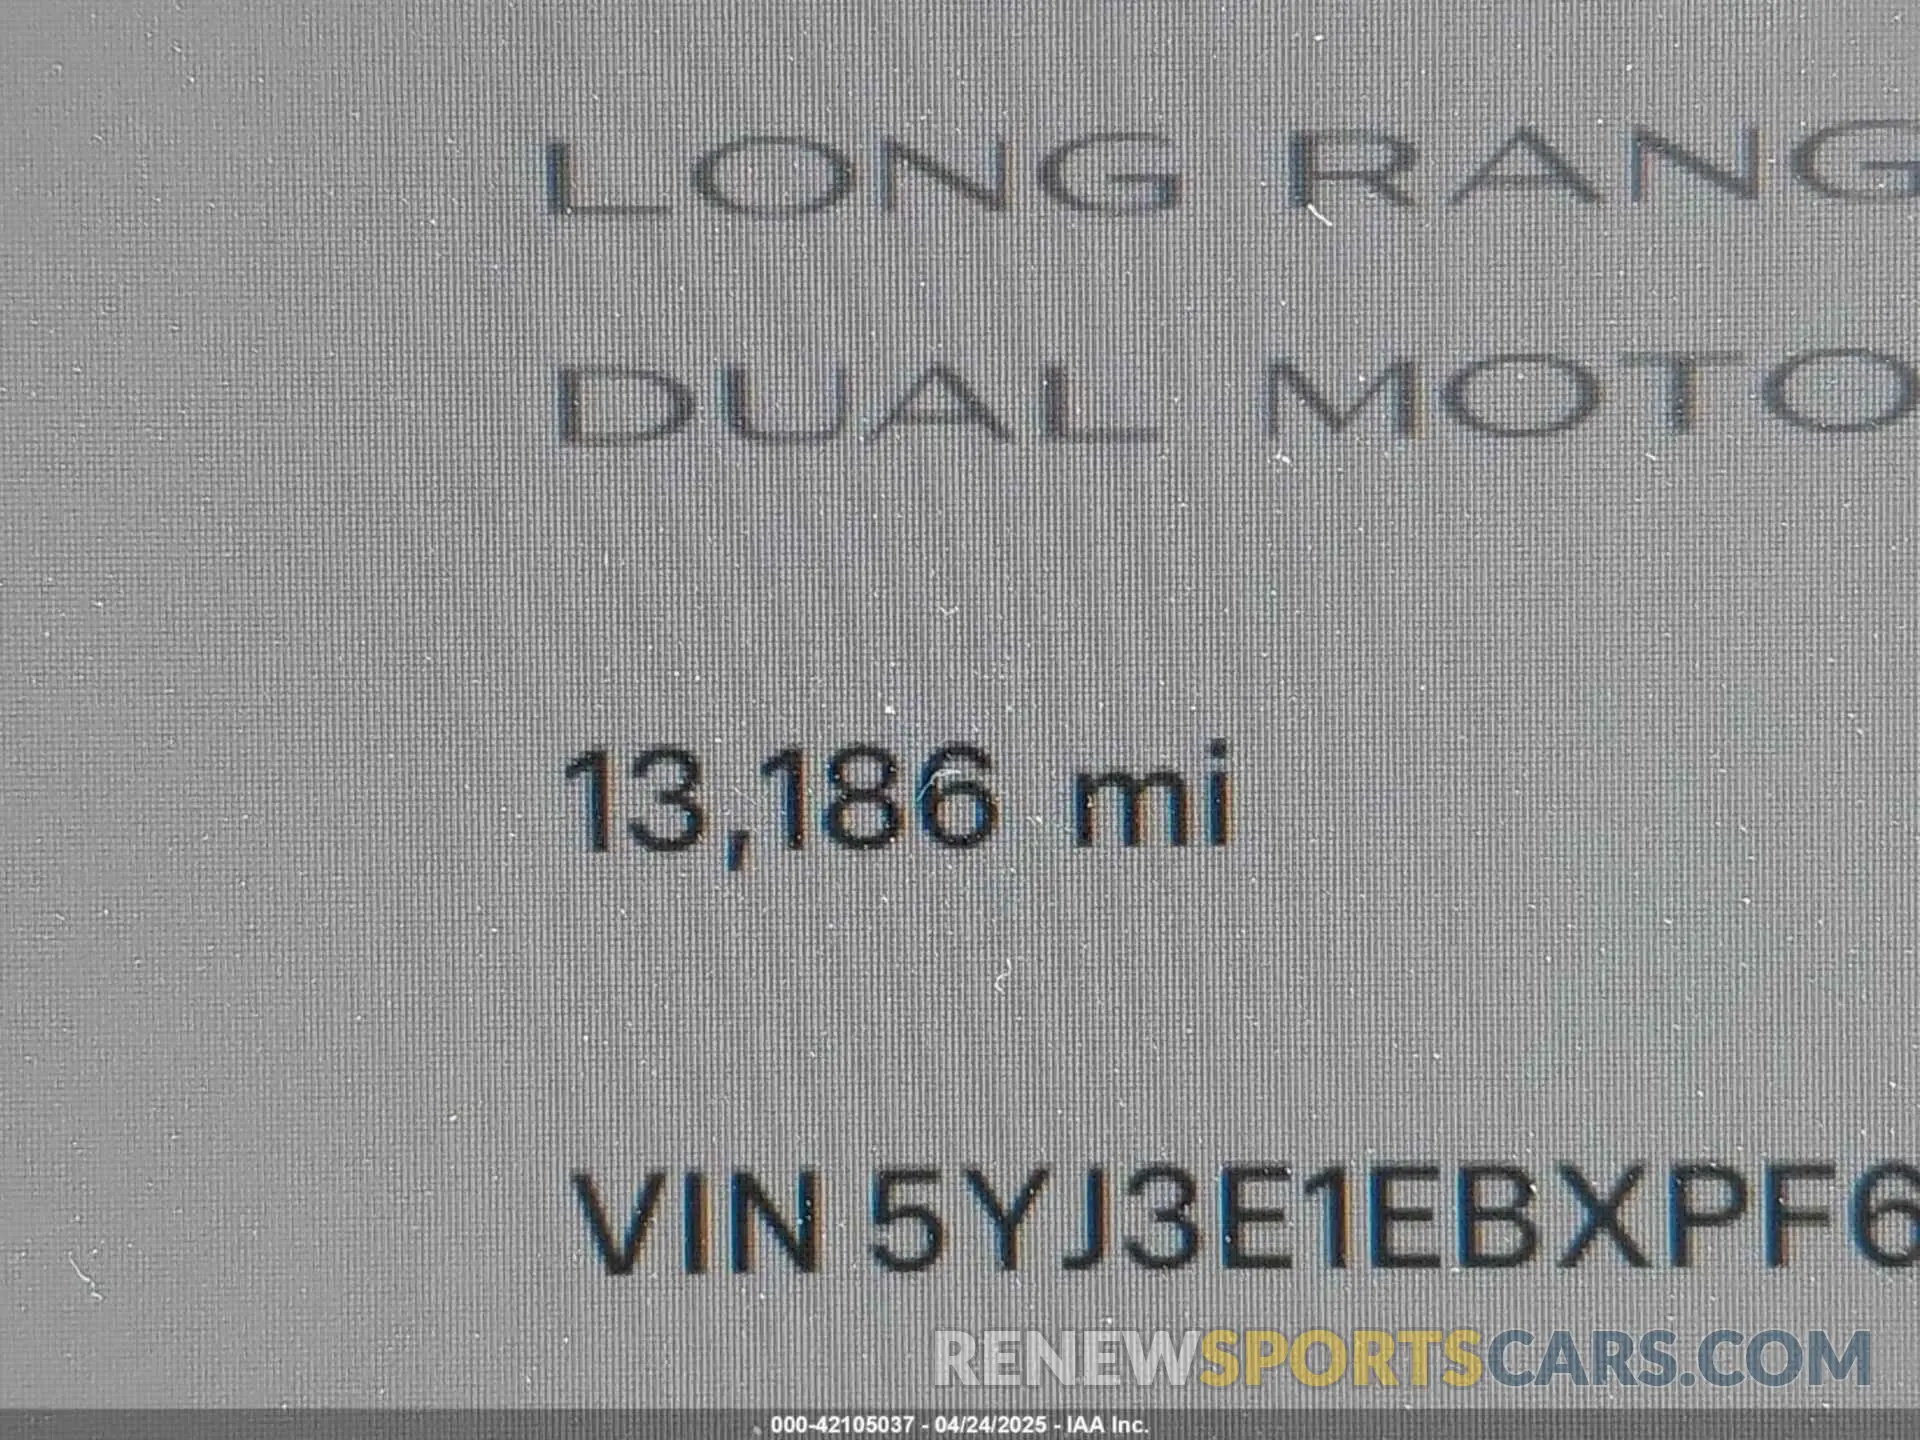 LONG RANG
DUAL MOTO
13,186 mi
VIN 5YJ3E1EBXPF6
RENEWSPORTSCARS.COM
000-42105037 - 04/24/2025 - IAA Inc.